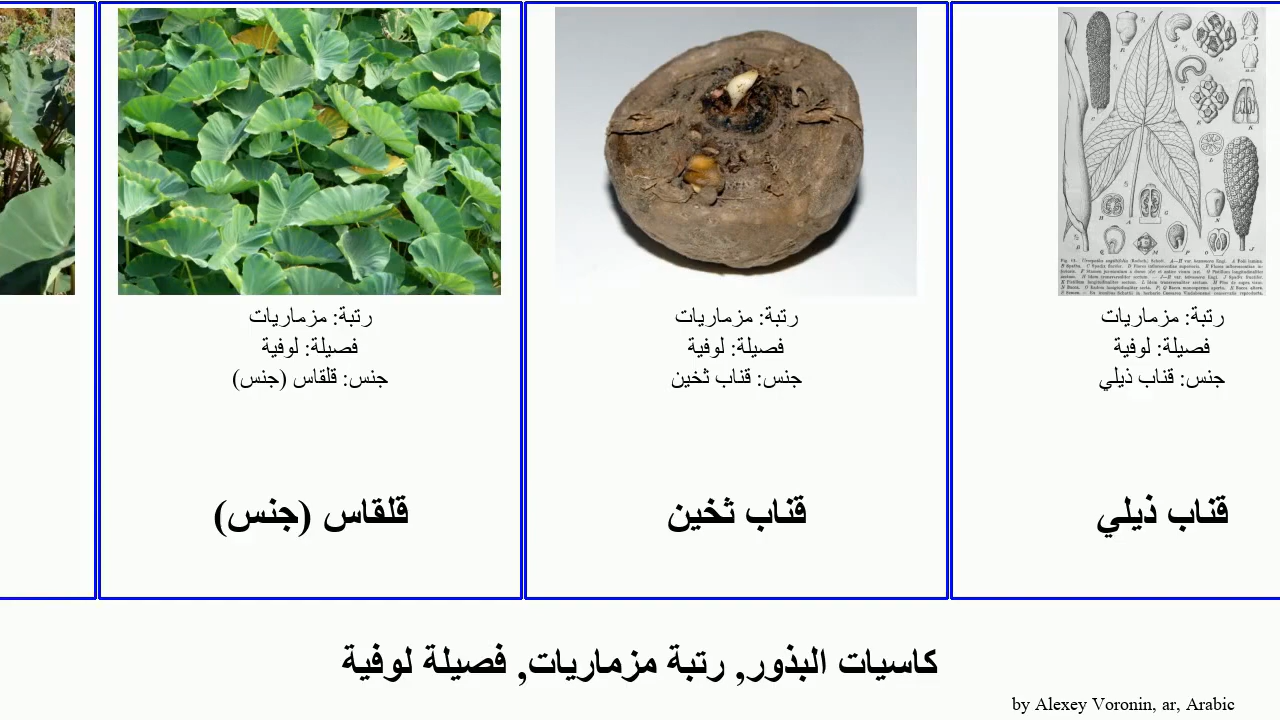 رتبة: مزماريات
فصيلة: لوفية
جنس: قلقاس (جنس)
قلقاس (جنس)
رتبة: مزماريات
فصيلة: لوفية
جنس: قناب ثخين
قناب ثخين
رتبة: مزماريات
فصيلة: لوفية
جنس: قناب ذيلي
قناب ذيلي
كاسيات البذور, رتبة مزماريات, فصيلة لوفية
by Alexey Voronin, ar, Arabic